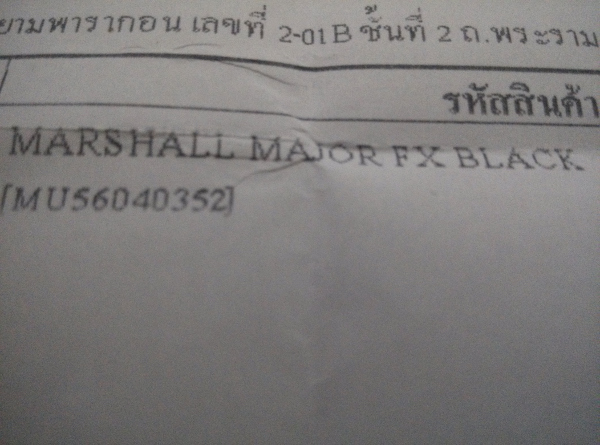 ยามพารากอน เลขที่ 2-01B ชั้นที่ 2 ถ.พระราม
รหัสสินค้า
MARSHALL MAJOR FX BLACK
[MU56040352]